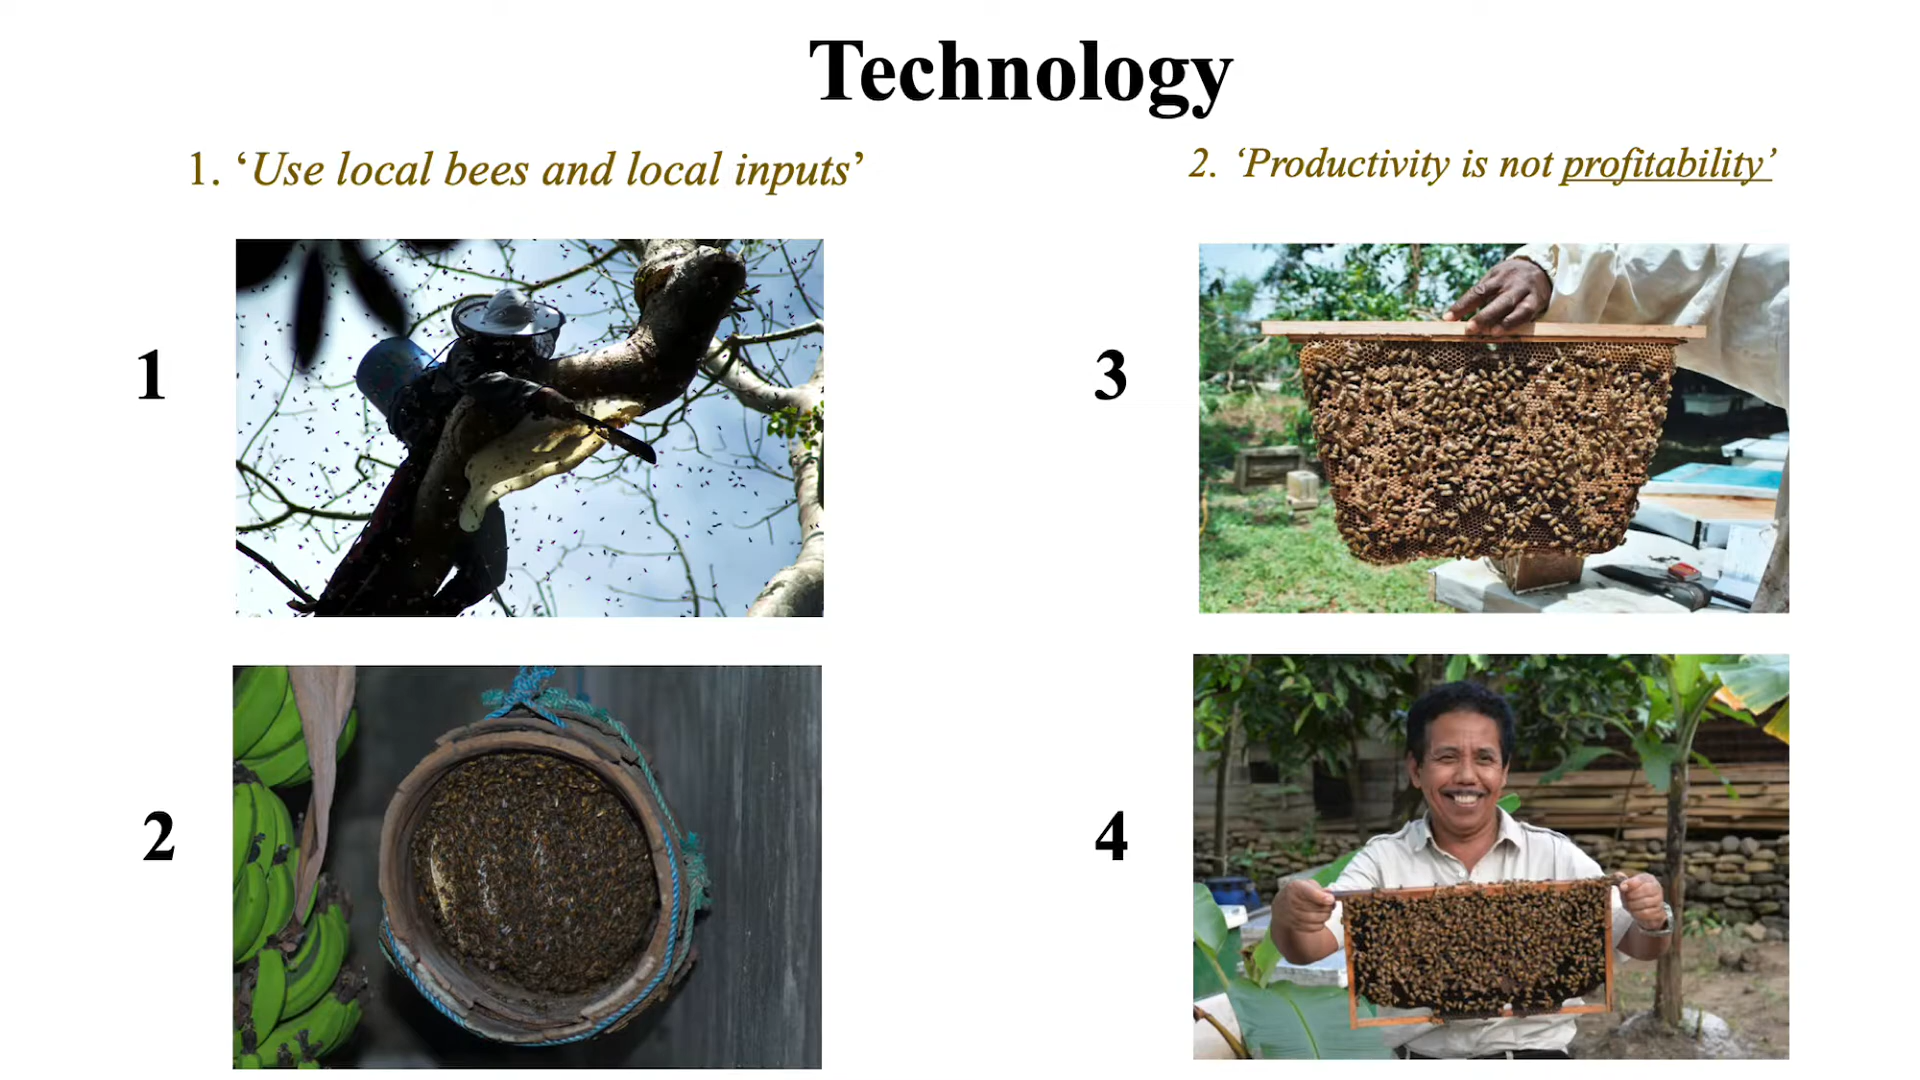 Technology
1. ‘Use local bees and local inputs’
2. ‘Productivity is not profitability’
1
3
2
4